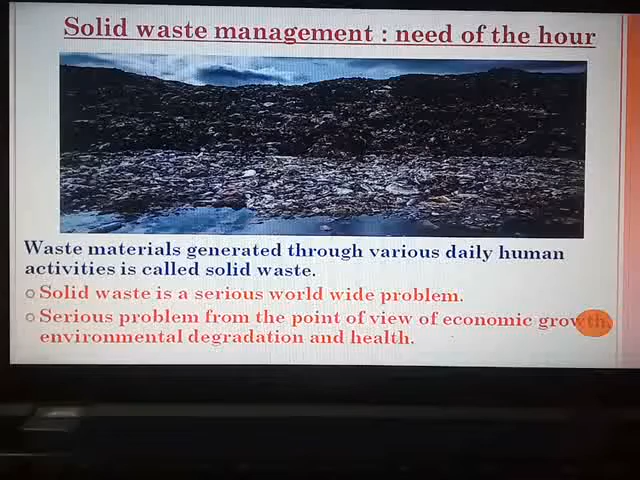 Solid waste management : need of the hour
Waste materials generated through various daily human
activities is called solid waste.
Solid waste is a serious world wide problem.
Serious problem from the point of view of economic growth,
environmental degradation and health.